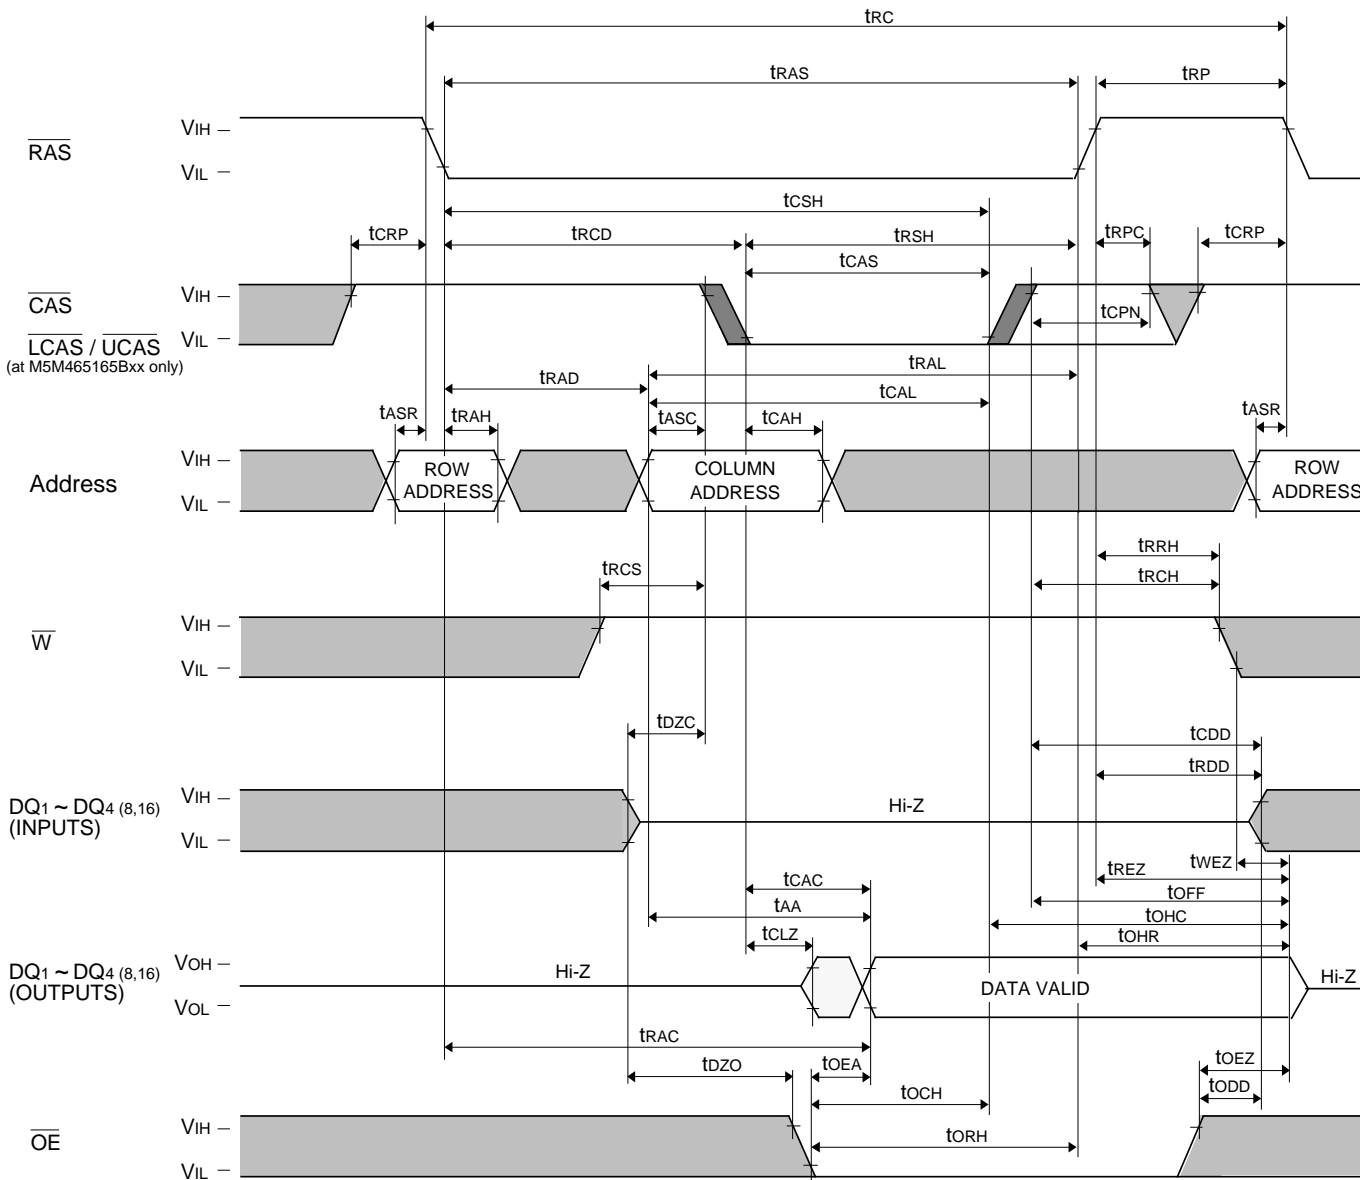 tRC
tRAS
tRP
RAS
VIH
VIL
tCSH
tCRP
tRCD
tRSH
tRPC
tCRP
tCAS
CAS
VIH
tCPN
LCAS / UCAS
VIL
(at M5M465165Bxx only)
tRAL
tRAD
tCAL
tASR
tRAH
tASC
tCAH
tASR
Address
VIH
VIL
ROW
ADDRESS
COLUMN
ADDRESS
ROW
ADDRESS
tRRH
tRCS
tRCH
W
VIH
VIL
tDZC
tCDD
tRDD
DQ1 ~ DQ4 (8,16)
(INPUTS)
VIH
VIL
Hi-Z
tWEZ
tREZ
tCAC
tOFF
tAA
tOHC
tCLZ
tOHR
DQ1 ~ DQ4 (8,16)
(OUTPUTS)
VOH
VOL
Hi-Z
DATA VALID
Hi-Z
tRAC
tDZO
tOEA
tOEZ
tOCH
tODD
tORH
OE
VIH
VIL